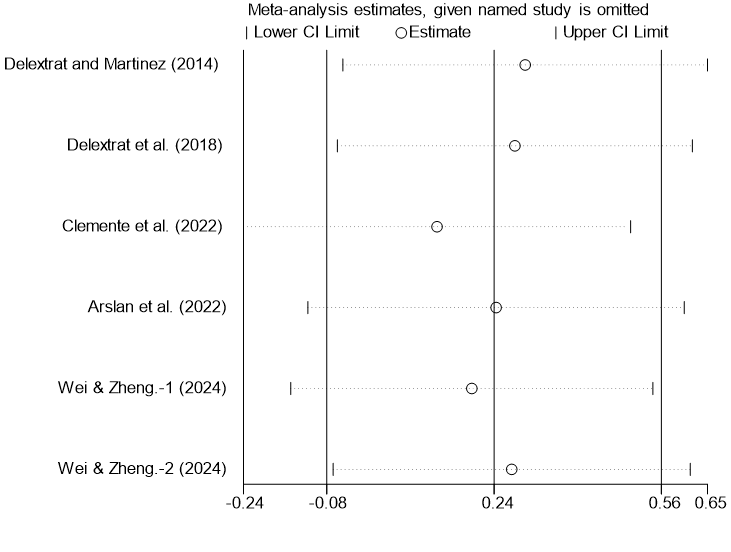 Meta-analysis estimates, given named study is omitted
| Lower CI Limit ○Estimate | Upper CI Limit
Delextrat and Martinez (2014)
Delextrat et al. (2018)
Clemente et al. (2022)
Arslan et al. (2022)
Wei & Zheng.-1 (2024)
Wei & Zheng.-2 (2024)
-0.24 -0.08 0.24 0.56 0.65